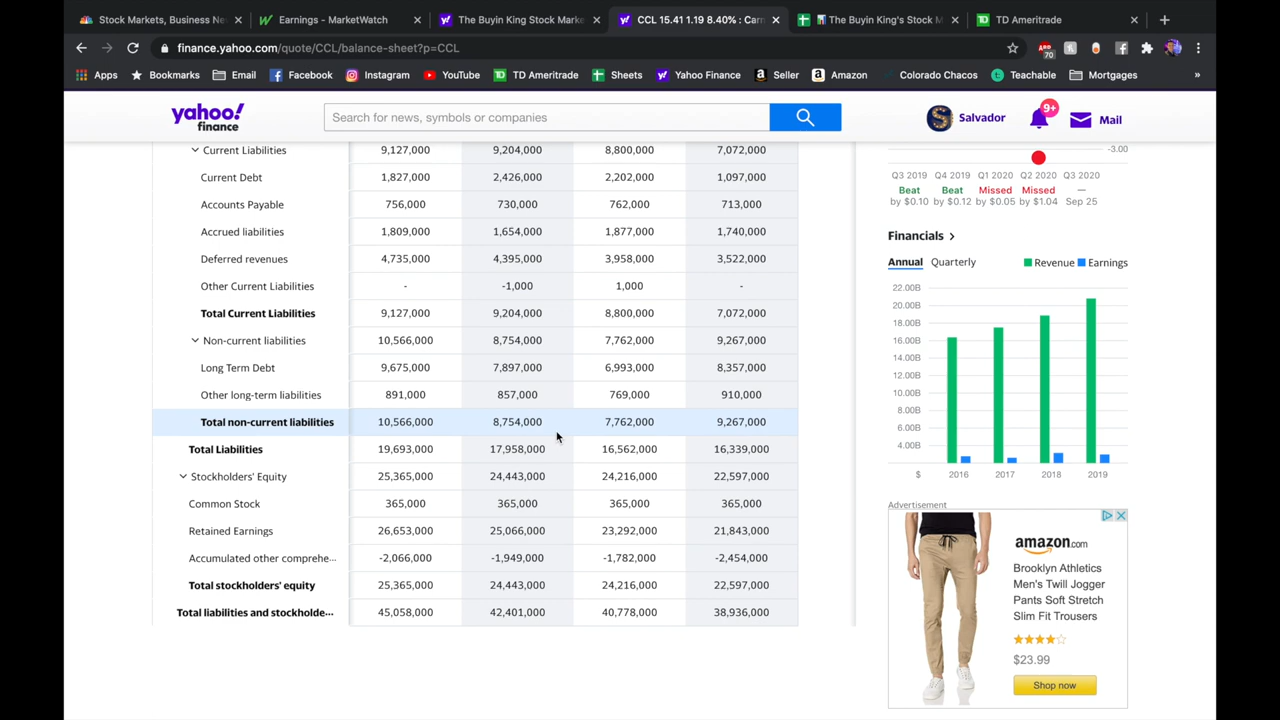 Stock Markets, Business Ne
Earnings - MarketWatch
The Buyin King Stock Marke
CCL 15.41 1.19 8.40% : Carn
The Buyin King's Stock M
TD Ameritrade
finance.yahoo.com/quote/CCL/balance-sheet?p=CCL
70
Apps
Bookmarks
Email
Facebook
Instagram
YouTube
TD Ameritrade
Sheets
Yahoo Finance
Seller
Amazon
Colorado Chacos
Teachable
Mortgages
»
yahoo!
finance
Search for news, symbols or companies
Salvador
9+
Mail
Current Liabilities 9,127,000 9,204,000 8,800,000 7,072,000
Current Debt 1,827,000 2,426,000 2,202,000 1,097,000
Accounts Payable 756,000 730,000 762,000 713,000
Accrued liabilities 1,809,000 1,654,000 1,877,000 1,740,000
Deferred revenues 4,735,000 4,395,000 3,958,000 3,522,000
Other Current Liabilities - -1,000 1,000 -
Total Current Liabilities 9,127,000 9,204,000 8,800,000 7,072,000
Non-current liabilities 10,566,000 8,754,000 7,762,000 9,267,000
Long Term Debt 9,675,000 7,897,000 6,993,000 8,357,000
Other long-term liabilities 891,000 857,000 769,000 910,000
Total non-current liabilities 10,566,000 8,754,000 7,762,000 9,267,000
Total Liabilities 19,693,000 17,958,000 16,562,000 16,339,000
Stockholders' Equity 25,365,000 24,443,000 24,216,000 22,597,000
Common Stock 365,000 365,000 365,000 365,000
Retained Earnings 26,653,000 25,066,000 23,292,000 21,843,000
Accumulated other comprehe... -2,066,000 -1,949,000 -1,782,000 -2,454,000
Total stockholders' equity 25,365,000 24,443,000 24,216,000 22,597,000
Total liabilities and stockholde... 45,058,000 42,401,000 40,778,000 38,936,000
-3.00
Q3 2019 Q4 2019 Q1 2020 Q2 2020 Q3 2020
Beat Beat Missed Missed —
by $0.10 by $0.12 by $0.05 by $1.04 Sep 25
Financials >
Annual Quarterly Revenue Earnings
22.00B
20.00B
18.00B
16.00B
14.00B
12.00B
10.00B
8.00B
6.00B
4.00B
$ 2016 2017 2018 2019
Advertisement
amazon.com
Brooklyn Athletics
Men's Twill Jogger
Pants Soft Stretch
Slim Fit Trousers
$23.99
Shop now